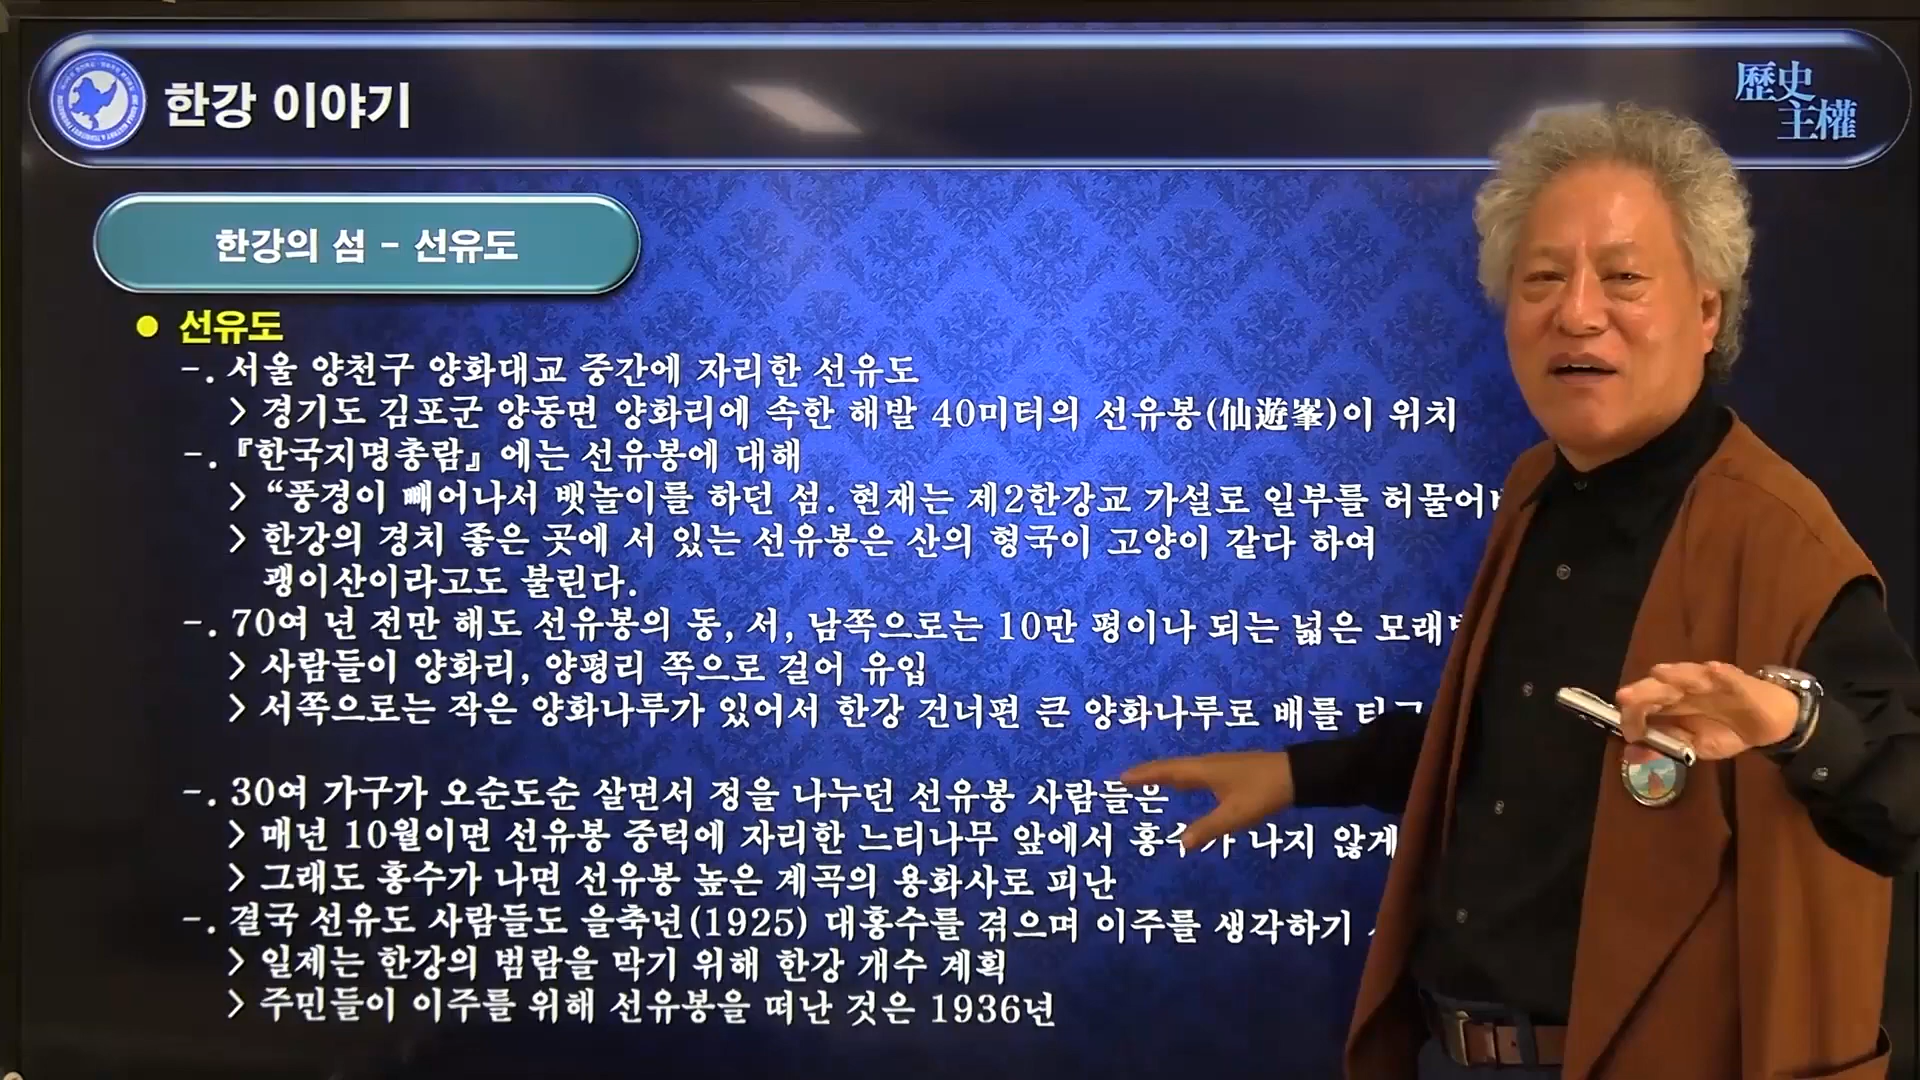 한강 이야기
歷史
主權
한강의 섬 - 선유도
● 선유도
-. 서울 양천구 양화대교 중간에 자리한 선유도
> 경기도 김포군 양동면 양화리에 속한 해발 40미터의 선유봉(仙遊峯)이 위치
-. 『한국지명총람』에는 선유봉에 대해
> “풍경이 빼어나서 뱃놀이를 하던 섬. 현재는 제2한강교 가설로 일부를
> 한강의 경치 좋은 곳에 서 있는 선유봉은 산의 형국이 고양이 같다 하여
괭이산이라고도 불린다.
-. 70여 년 전만 해도 선유봉의 동, 서, 남쪽으로는 10만 평이나 되는 넓은
> 사람들이 양화리, 양평리 쪽으로 걸어 유입
> 서쪽으로는 작은 양화나루가 있어서 한강 건너편 큰 양화나루로 배를
-. 30여 가구가 오순도순 살면서 정을 나누던 선유봉 사람들은
> 매년 10월이면 선유봉 중턱에 자리한 느티나무 앞에서 홍수가 나지 않게
> 그래도 홍수가 나면 선유봉 높은 계곡의 용화사로 피난
-. 결국 선유도 사람들도 을축년(1925) 대홍수를 겪으며 이주를 생각하기
> 일제는 한강의 범람을 막기 위해 한강 개수 계획
> 주민들이 이주를 위해 선유봉을 떠난 것은 1936년